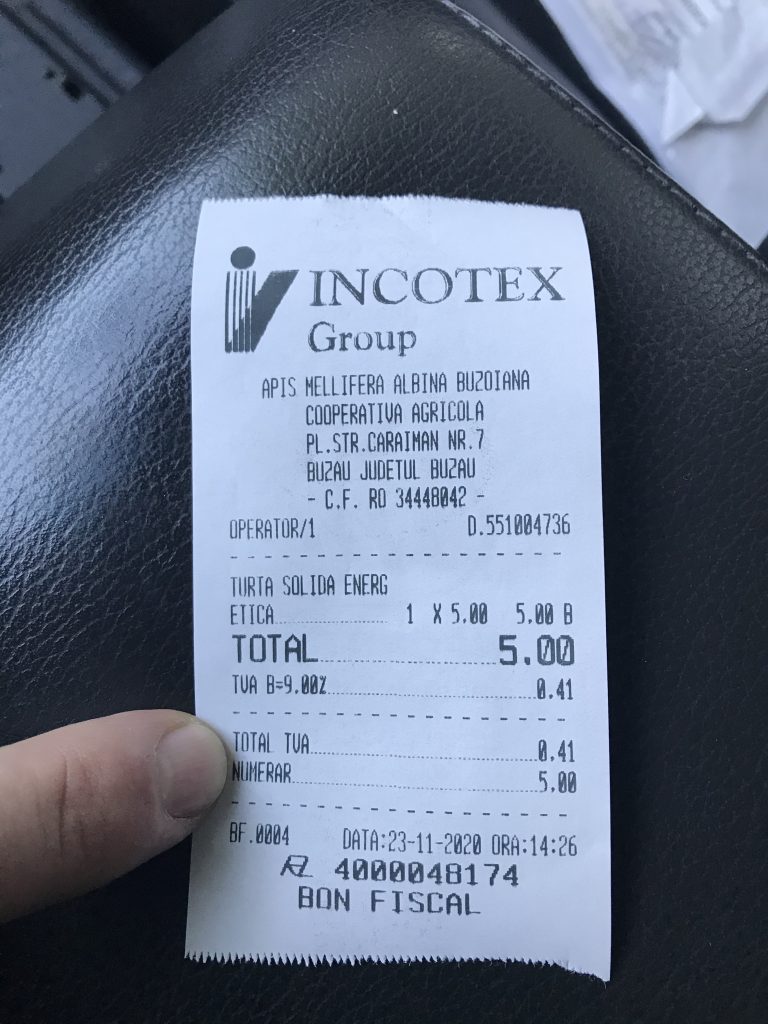 INCOTEX
Group
APIS MELLIFERA ALBINA BUZOIANA
COOPERATIVA AGRICOLA
PL.STR.CARAIMAN NR.7
BUZAU JUDETUL BUZAU
- C.F. RO 34448042 -
OPERATOR/1 D.551004736
TURTA SOLIDA ENERG
ETICA 1 X 5.00 5.00 B
TOTAL 5.00
TVA B=9.00% 0.41
TOTAL TVA 0.41
NUMERAR 5.00
BF.0004 DATA:23-11-2020 ORA:14:26
4000048174
BON FISCAL